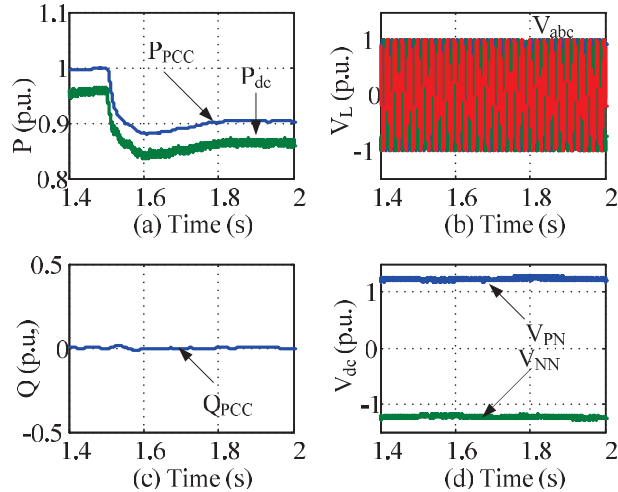 P (p.u.)
1.1
1
0.9
0.8
P_PCC
P_dc
1.4 1.6 1.8 2
(a) Time (s)
V_L (p.u.)
1
0
-1
V_abc
1.4 1.6 1.8 2
(b) Time (s)
Q (p.u,)
0.5
0
-0.5
Q_PCC
1.4 1.6 1.8 2
(c) Time (s)
V_dc (p.u.)
1
0
-1
V_PN
V_NN
1.4 1.6 1.8 2
(d) Time (s)